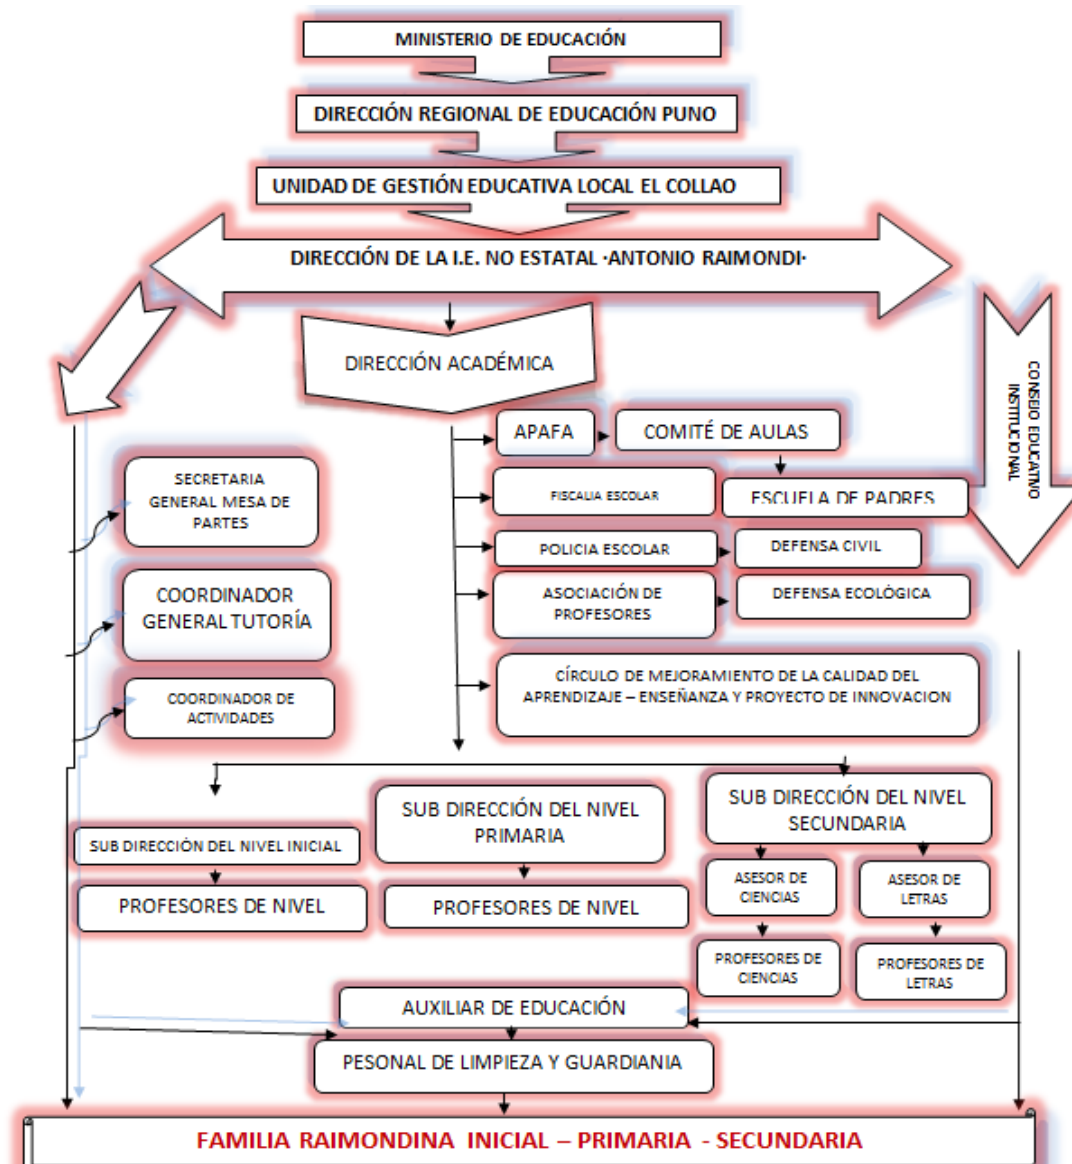 MINISTERIO DE EDUCACIÓN
DIRECCIÓN REGIONAL DE EDUCACIÓN PUNO
UNIDAD DE GESTIÓN EDUCATIVA LOCAL EL COLLAO
DIRECCIÓN DE LA I.E. NO ESTATAL ·ANTONIO RAIMONDI·
DIRECCIÓN ACADÉMICA
CONSEJO EDUCATIVO
INSTITUCIONAL
APAFA
COMITÉ DE AULAS
SECRETARIA
GENERAL MESA DE
PARTES
FISCALIA ESCOLAR
ESCUELA DE PADRES
POLICIA ESCOLAR
DEFENSA CIVIL
COORDINADOR
GENERAL TUTORÍA
ASOCIACIÓN DE
PROFESORES
DEFENSA ECOLÓGICA
COORDINADOR DE
ACTIVIDADES
CÍRCULO DE MEJORAMIENTO DE LA CALIDAD DEL
APRENDIZAJE – ENSEÑANZA Y PROYECTO DE INNOVACION
SUB DIRECCIÓN DEL NIVEL INICIAL
SUB DIRECCIÓN DEL NIVEL
PRIMARIA
SUB DIRECCIÓN DEL NIVEL
SECUNDARIA
PROFESORES DE NIVEL
PROFESORES DE NIVEL
ASESOR DE
CIENCIAS
ASESOR DE
LETRAS
PROFESORES DE
CIENCIAS
PROFESORES DE
LETRAS
AUXILIAR DE EDUCACIÓN
PESONAL DE LIMPIEZA Y GUARDIANIA
FAMILIA RAIMONDINA INICIAL – PRIMARIA - SECUNDARIA